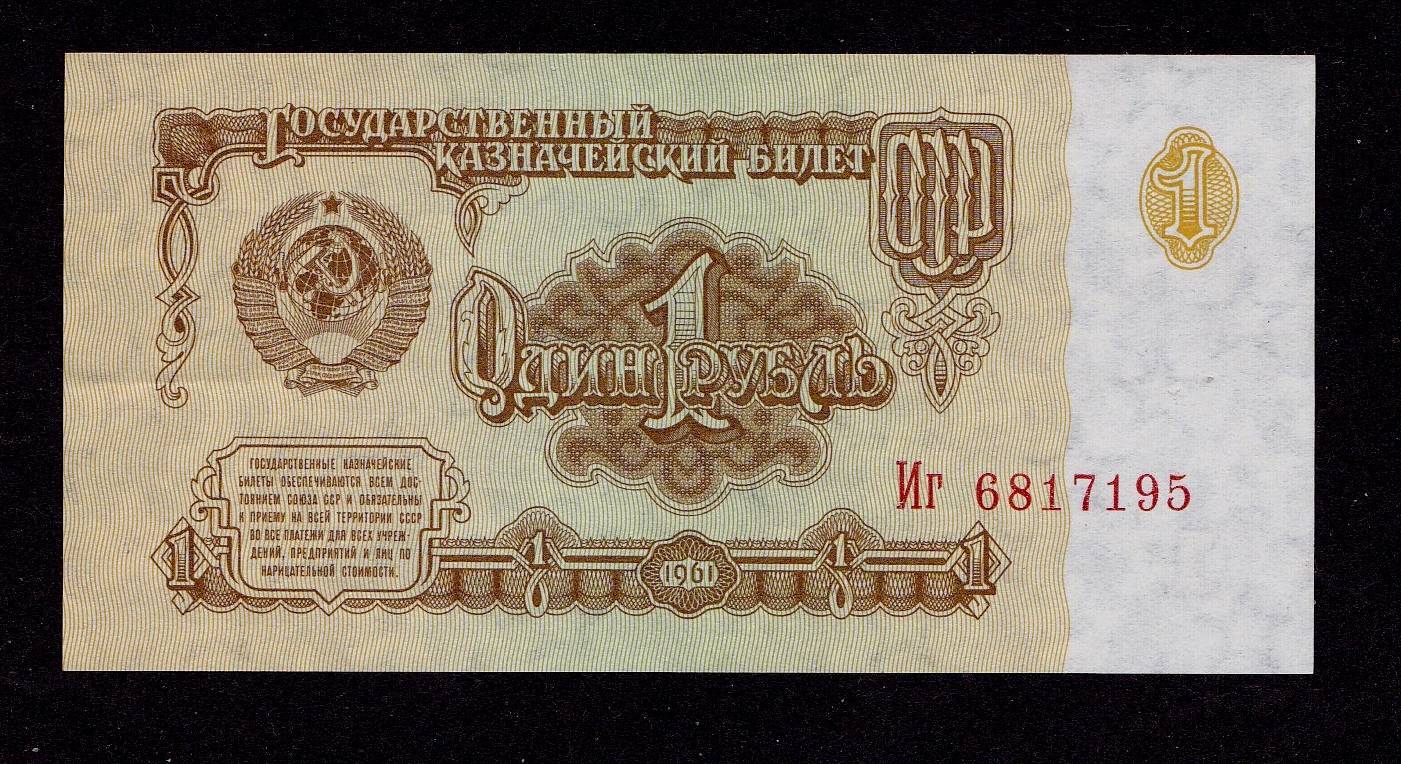 Государственный
казначейский билет
СССР
1
1
Один рубль
ГОСУДАРСТВЕННЫЕ КАЗНАЧЕЙСКИЕ
БИЛЕТЫ ОБЕСПЕЧИВАЮТСЯ ВСЕМ ДОС-
ТОЯНИЕМ СОЮЗА ССР И ОБЯЗАТЕЛЬНЫ
К ПРИЕМУ НА ВСЕЙ ТЕРРИТОРИИ СССР
ВО ВСЕ ПЛАТЕЖИ ДЛЯ ВСЕХ УЧРЕЖ-
ДЕНИЙ, ПРЕДПРИЯТИЙ И ЛИЦ ПО
НАРИЦАТЕЛЬНОЙ СТОИМОСТИ.
Иг 6817195
1 1 1961 1 1